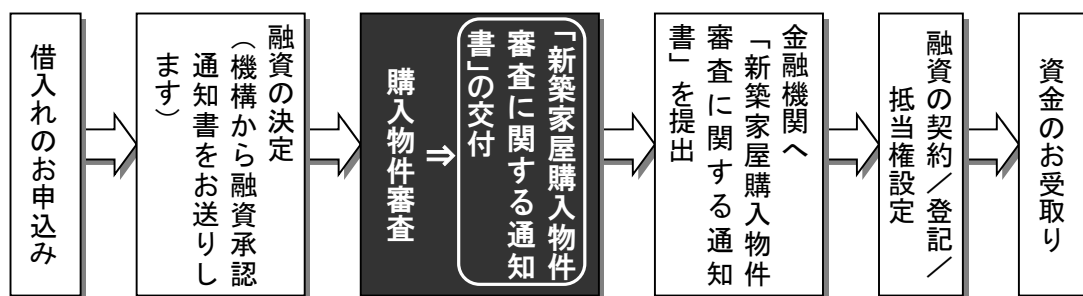 借入れのお申込み
融資の決定
（機構から融資承認
通知書をお送りし
ます）
購入物件審査
⇒
「新築家屋購入物件
審査に関する通知
書」の交付
金融機関へ
「新築家屋購入物件
審査に関する通知
書」を提出
融資の契約／登記／
抵当権設定
資金のお受取り